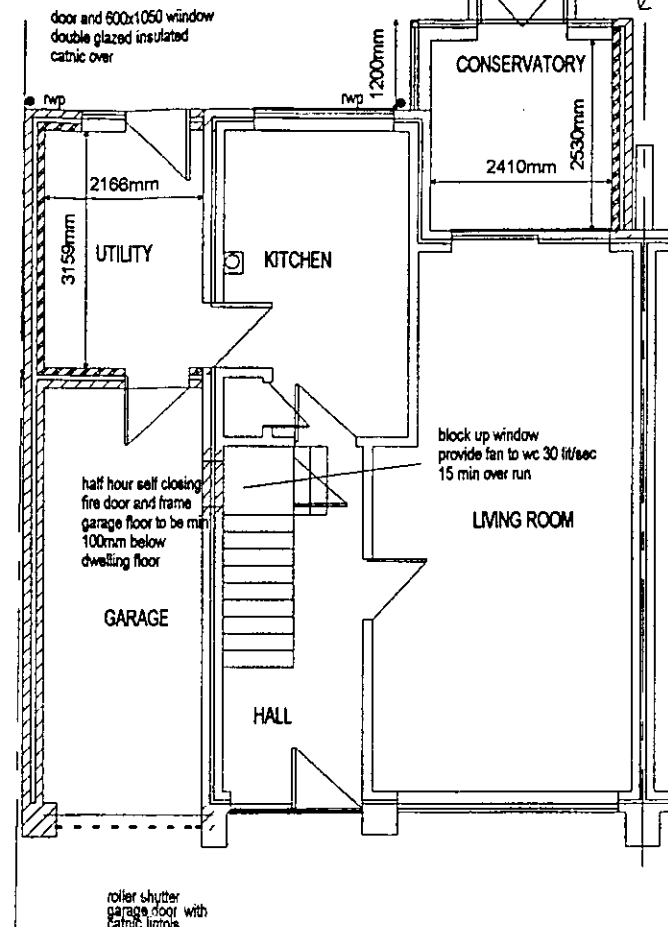 door and 600x1050 wiindow
double glazed insulated
catnic over
rwp
rwp
1200mm
CONSERVATORY
2530mm
2410mm
2166mm
3159mm
UTILITY
KITCHEN
block up window
provide fan to wc 30 lit/sec
15 min over run
half hour self closing
fire door and frame
garage floor to be min
100mm below
dwelling floor
LIVING ROOM
GARAGE
HALL
roller shutter
garage door with
catnic lintols